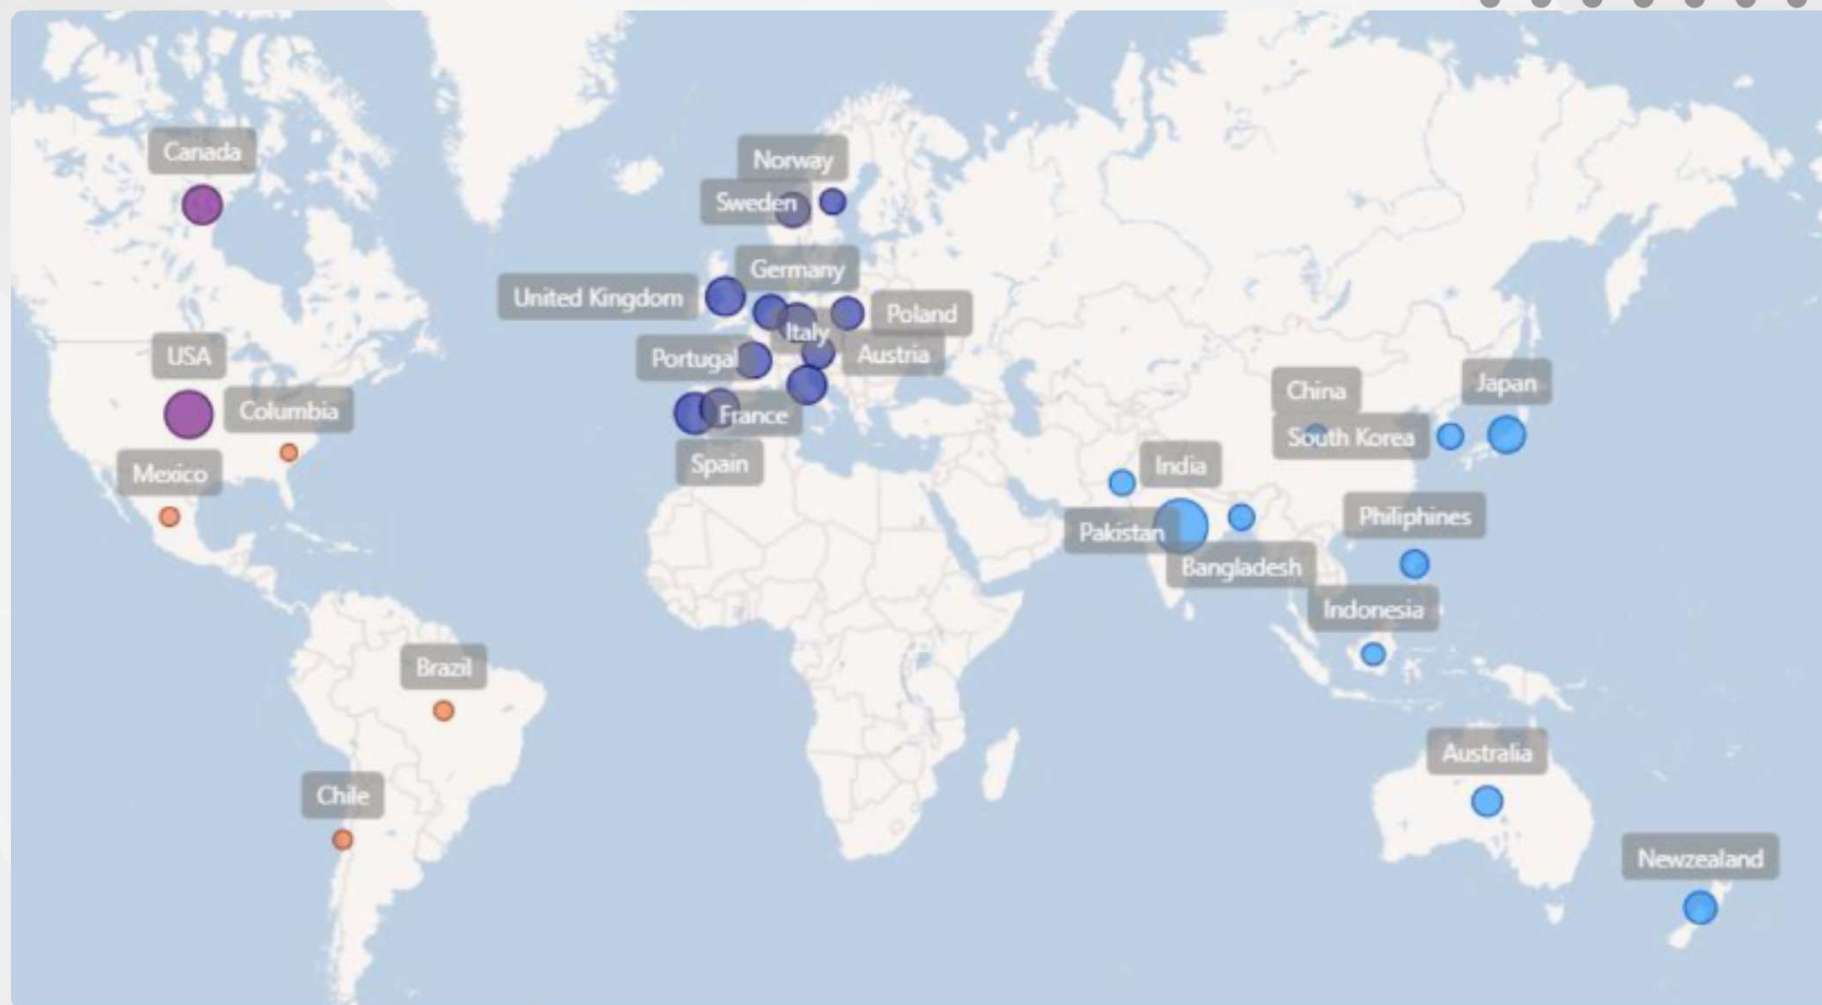 Canada
Norway
Sweden
Germany
United Kingdom
Poland
Italy
USA
Portugal
Austria
China
Japan
Columbia
France
South Korea
Spain
India
Mexico
Philiphines
Pakistan
Bangladesh
Indonesia
Brazil
Australia
Chile
Newzealand